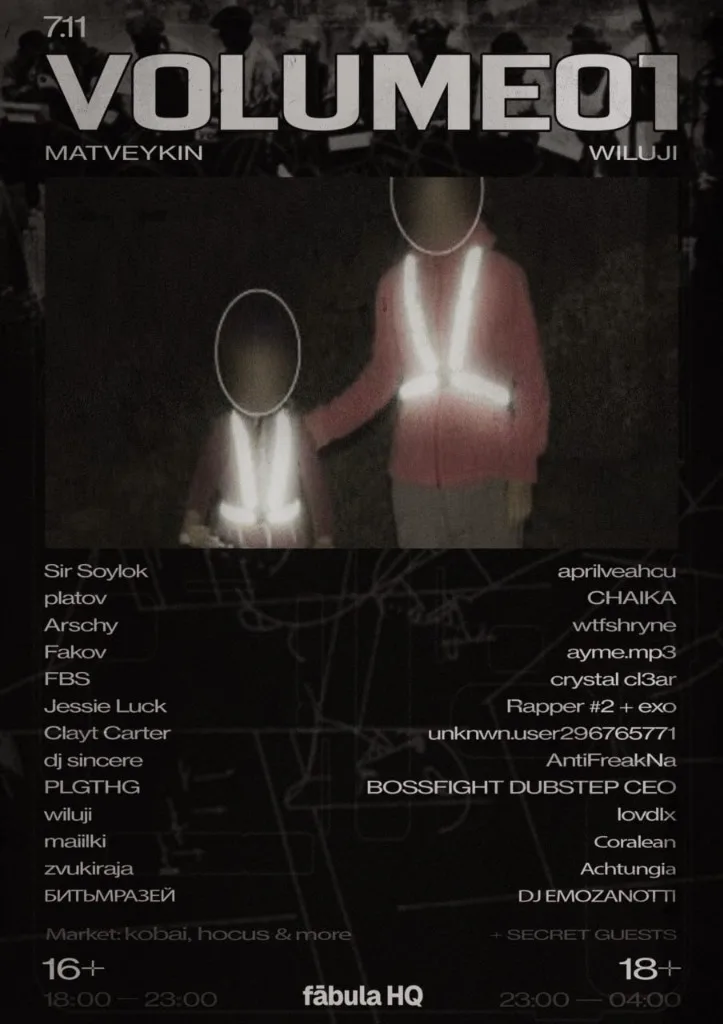 7.11
VOLUME01
MATVEYKIN WILUJI
Sir Soylok aprilveahcu
platov CHAIKA
Arschy wtfshryne
Fakov ayme.mp3
FBS crystal cl3ar
Jessie Luck Rapper #2 + exo
Clayt Carter unknwn.user296765771
dj sincere AntiFreakNa
PLGTHG BOSSFIGHT DUBSTEP CEO
wiluji lovdlx
maiilki Coralean
zvukiraja Achtungia
БИТЬМРАЗЕЙ DJ EMOZANOTTI
Market: kobai, hocus & more + SECRET GUESTS
16+ 18+
18:00 — 23:00 fābula HQ 23:00 — 04:00